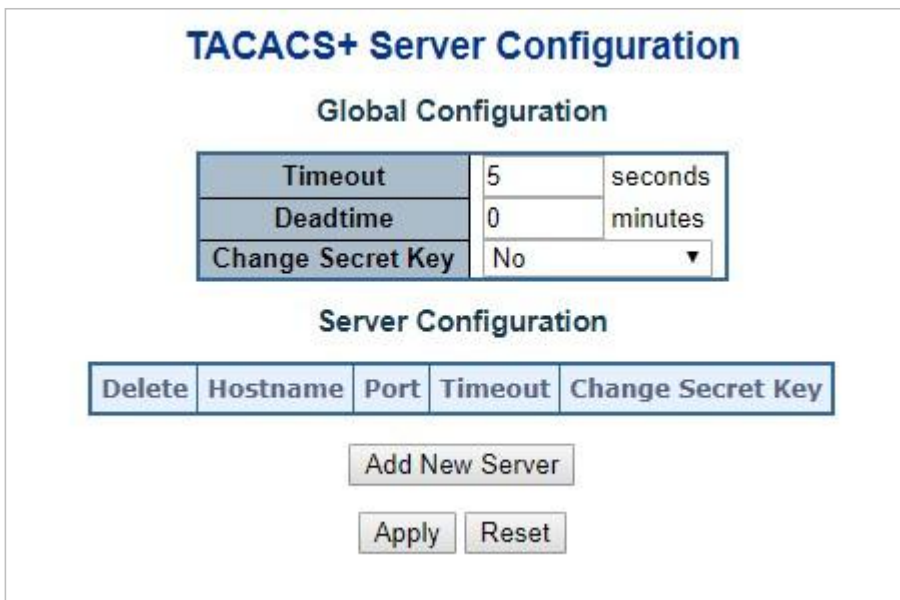 TACACS+ Server Configuration
Global Configuration
Timeout 5 seconds
Deadtime 0 minutes
Change Secret Key No
Server Configuration
Delete Hostname Port Timeout Change Secret Key
Add New Server
Apply Reset